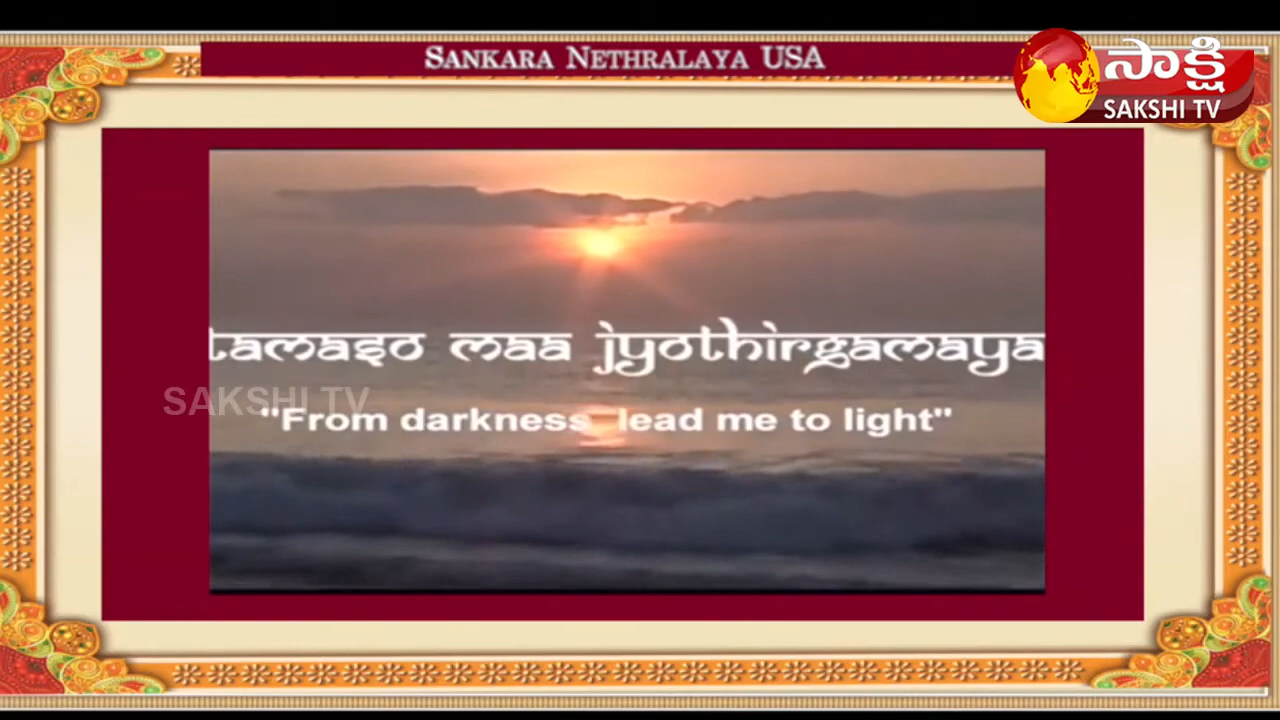 SANKARA NETHRALAYA USA
సాక్షి
SAKSHI TV
tamaso maa jyothirgamaya
SAKSHI TV
"From darkness lead me to light"